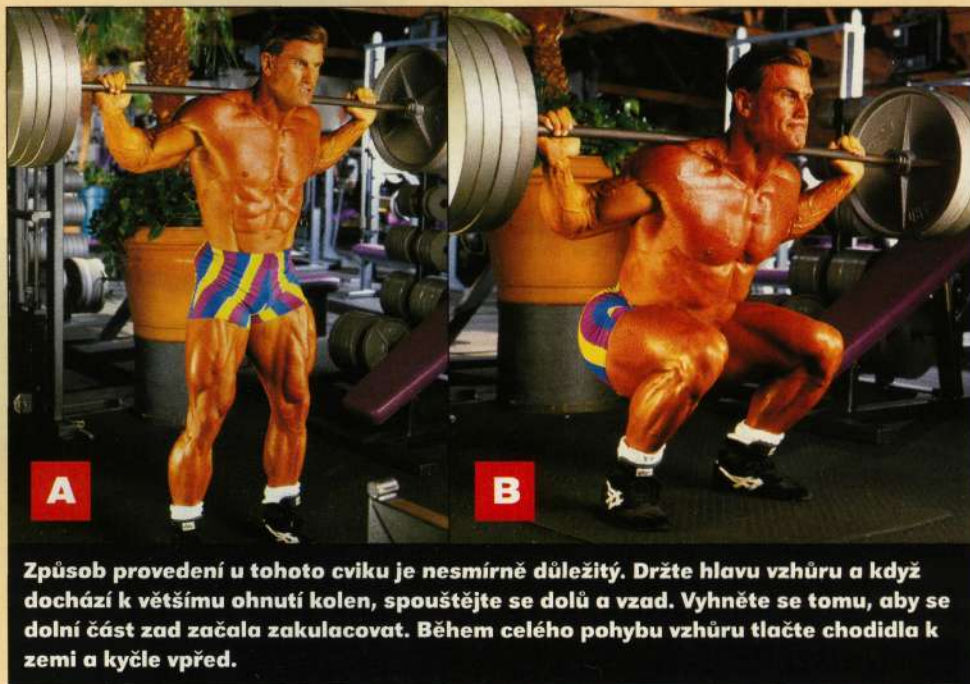 A
B
Způsob provedení u tohoto cviku je nesmírně důležitý. Držte hlavu vzhůru a když
dochází k většímu ohnutí kolen, spouštějte se dolů a vzad. Vyhněte se tomu, aby se
dolní část zad začala zakulacovat. Během celého pohybu vzhůru tlačte chodidla k
zemi a kyčle vpřed.